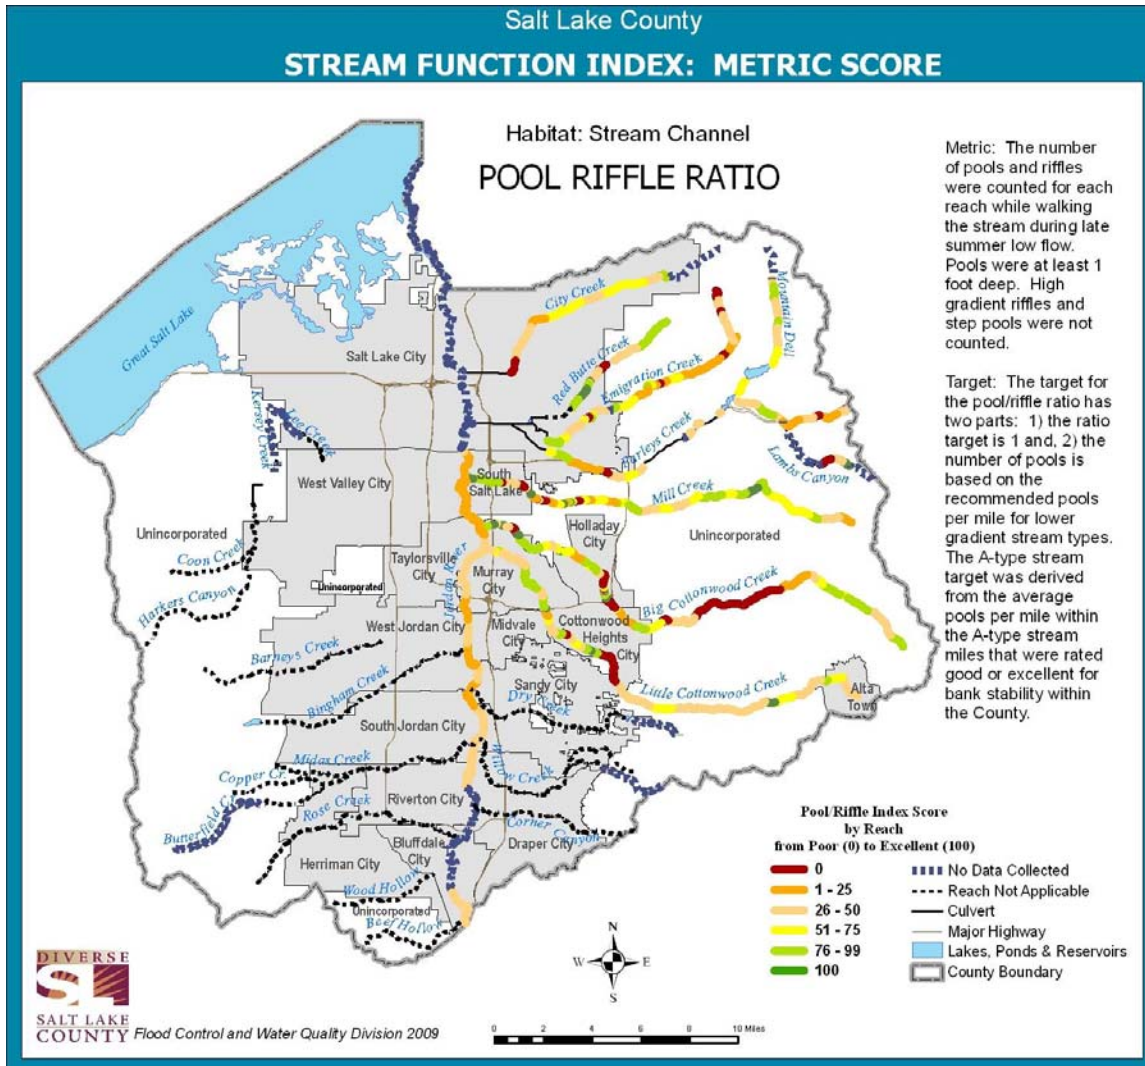 Salt Lake County
STREAM FUNCTION INDEX: METRIC SCORE
Habitat: Stream Channel
POOL RIFFLE RATIO
Metric: The number
of pools and riffles
were counted for each
reach while walking
the stream during late
summer low flow.
Pools were at least 1
foot deep. High
gradient riffles and
step pools were not
counted.
Target: The target for
the pool/riffle ratio has
two parts: 1) the ratio
target is 1 and, 2) the
number of pools is
based on the
recommended pools
per mile for lower
gradient stream types.
The A-type stream
target was derived
from the average
pools per mile within
the A-type stream
miles that were rated
good or excellent for
bank stability within
the County.
Great Salt Lake
Salt Lake City
City Creek
Mountain Dell
Red Butte Creek
Emigration Creek
Parleys Creek
Lambs Canyon
Kersey Creek
Lee Creek
West Valley City
South
Salt Lake
Mill Creek
Holladay
City
Unincorporated
Unincorporated
Coon Creek
Harkers Canyon
Taylorsville
City
Unincorporated
Jordan River
Murray
City
Big Cottonwood Creek
West Jordan City
Midvale
City
Cottonwood
Heights
City
Barneys Creek
Bingham Creek
Sandy City
Dry Creek
Little Cottonwood Creek
Alta
Town
South Jordan City
Midas Creek
Copper Cr.
Butterfield Cr.
Rose Creek
Willow Creek
Riverton City
Corner Canyon
Bluffdale
City
Draper City
Herriman City
Wood Hollow
Unincorporated
Beef Hollow
Pool/Riffle Index Score
by Reach
from Poor (0) to Excellent (100)
0
1 - 25
26 - 50
51 - 75
76 - 99
100
No Data Collected
Reach Not Applicable
Culvert
Major Highway
Lakes, Ponds & Reservoirs
County Boundary
N
W E
S
0 2 4 6 8 10 Miles
DIVERSE
SL
SALT LAKE
COUNTY
Flood Control and Water Quality Division 2009